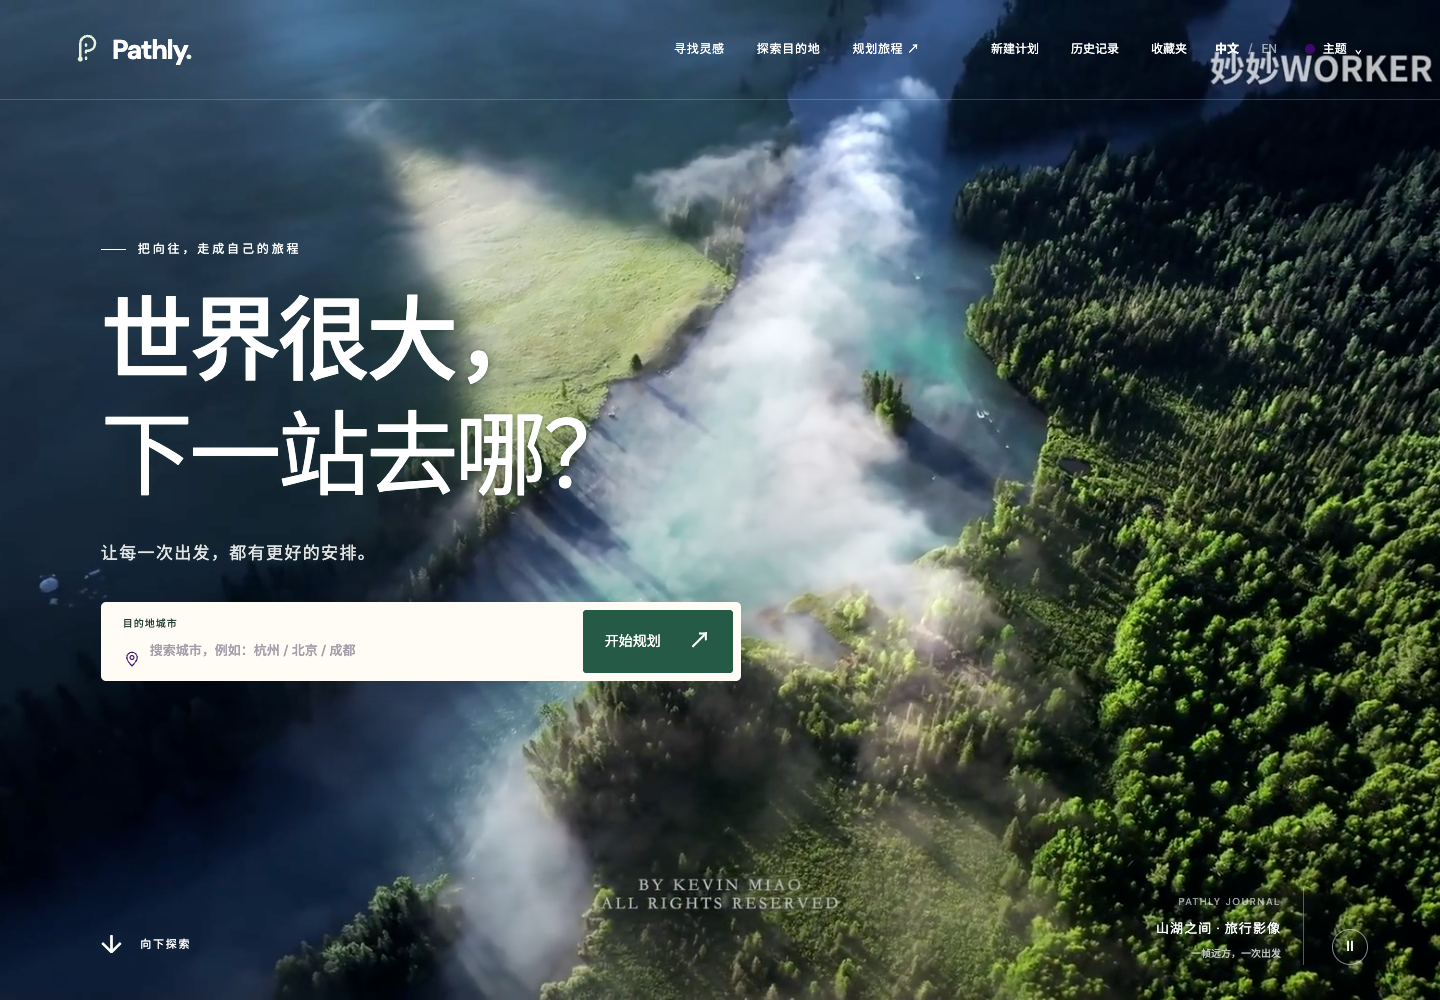 Pathly.
寻找灵感 探索目的地 规划旅程 ↗ 新建计划 历史记录 收藏夹 中文 / EN 主题
妙妙WORKER
把向往，走成自己的旅程
世界很大，
下一站去哪？
让每一次出发，都有更好的安排。
目的地城市
搜索城市，例如：杭州 / 北京 / 成都
开始规划 ↗
BY KEVIN MIAO
ALL RIGHTS RESERVED
PATHLY JOURNAL
山湖之间 · 旅行影像
一帧远方，一次出发
向下探索